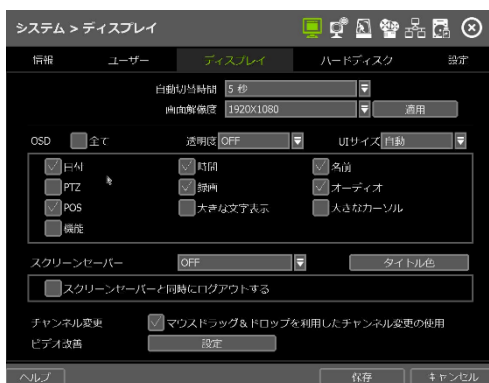 システム > ディスプレイ
情報 ユーザー ディスプレイ ハードディスク 設定
自動切替時間 5 秒
画面解像度 1920X1080 適用
OSD 全て 透明度 OFF UIサイズ 自動
日付 時間 名前
PTZ 録画 オーディオ
POS 大きな文字表示 大きなカーソル
機能
スクリーンセーバー OFF タイトル色
スクリーンセーバーと同時にログアウトする
チャンネル変更 マウスドラッグ&ドロップを利用したチャンネル変更の使用
ビデオ改善 設定
ヘルプ 保存 キャンセル